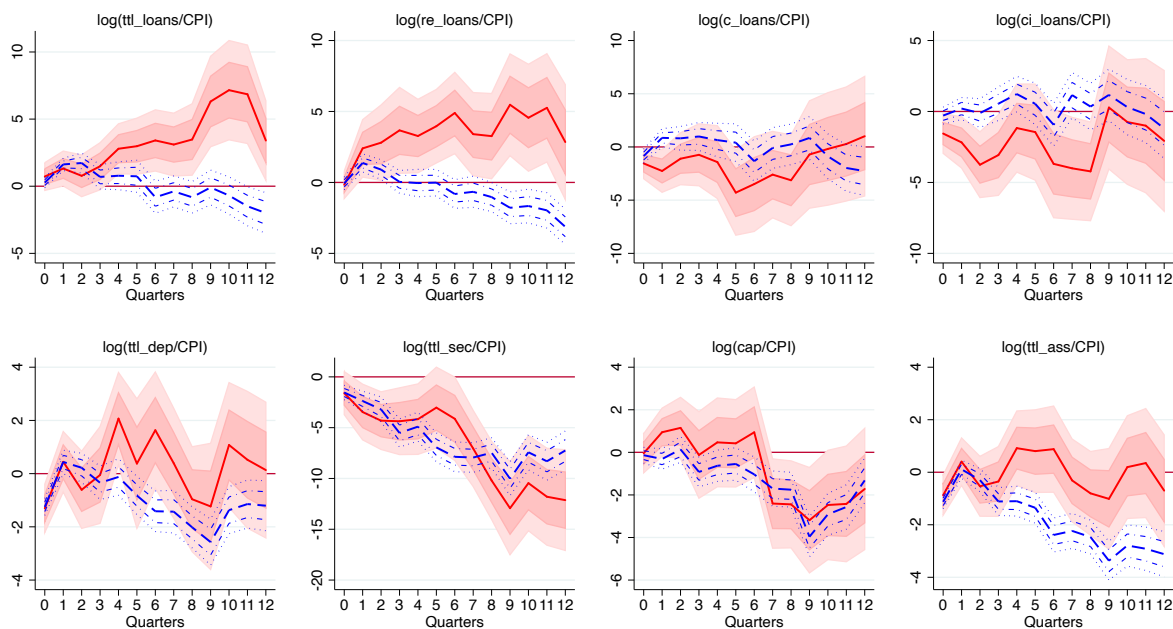 log(ttl_loans/CPI)
10
5
0
-5
0 1 2 3 4 5 6 7 8 9 10 11 12
Quarters
log(re_loans/CPI)
10
5
0
-5
0 1 2 3 4 5 6 7 8 9 10 11 12
Quarters
log(c_loans/CPI)
10
5
0
-5
-10
0 1 2 3 4 5 6 7 8 9 10 11 12
Quarters
log(ci_loans/CPI)
5
0
-5
-10
0 1 2 3 4 5 6 7 8 9 10 11 12
Quarters
log(ttl_dep/CPI)
4
2
0
-2
-4
0 1 2 3 4 5 6 7 8 9 10 11 12
Quarters
log(ttl_sec/CPI)
0
-5
-10
-15
-20
0 1 2 3 4 5 6 7 8 9 10 11 12
Quarters
log(cap/CPI)
4
2
0
-2
-4
-6
0 1 2 3 4 5 6 7 8 9 10 11 12
Quarters
log(ttl_ass/CPI)
4
2
0
-2
-4
0 1 2 3 4 5 6 7 8 9 10 11 12
Quarters